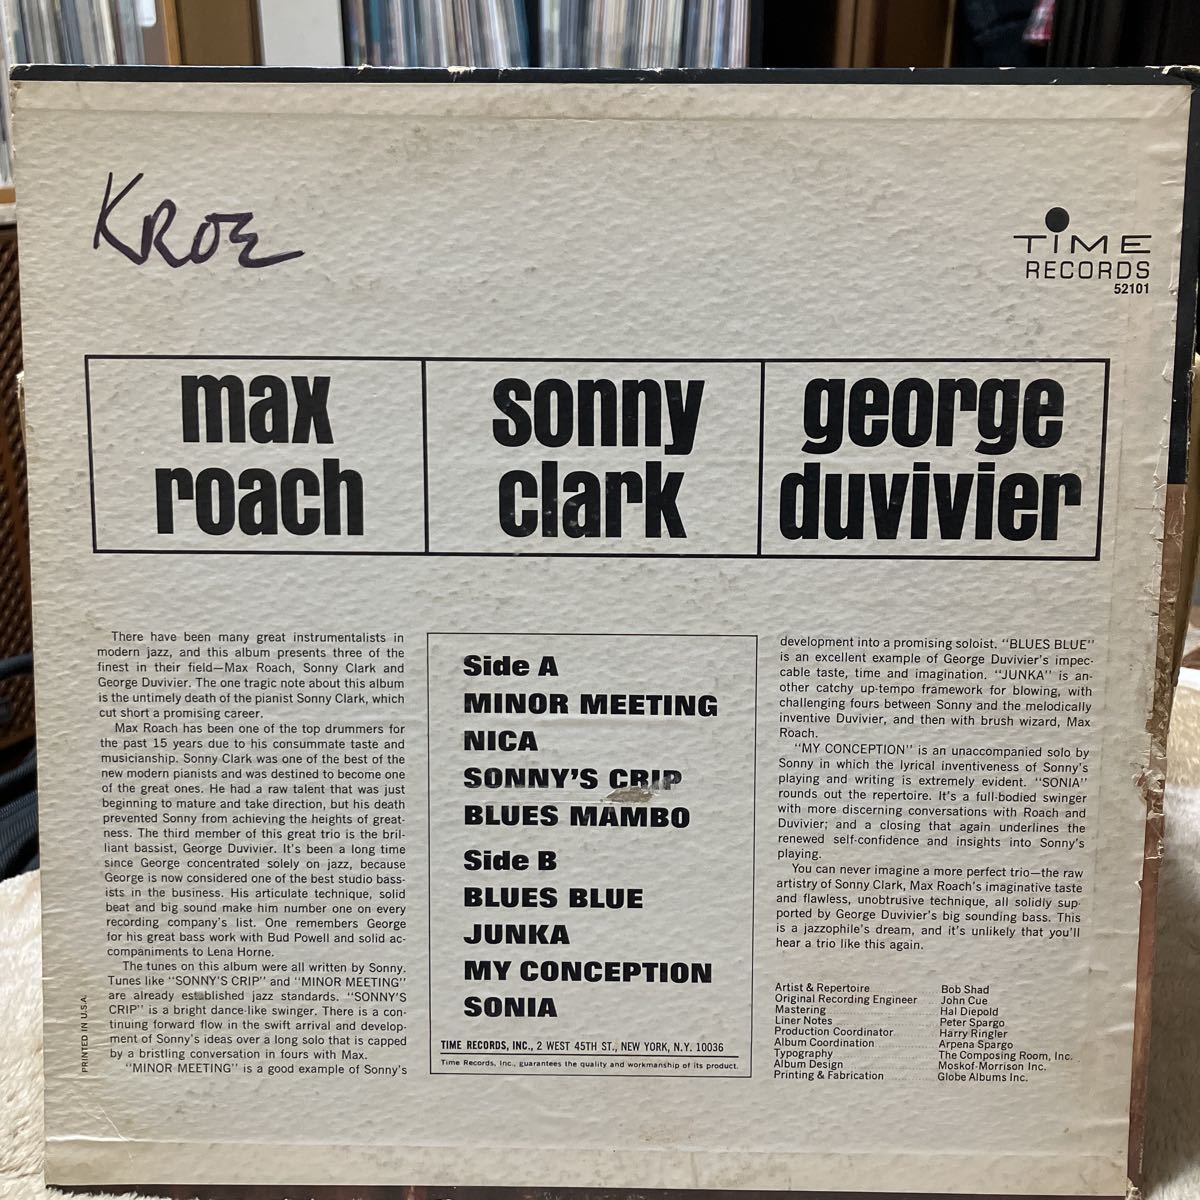 KROE
TIME
RECORDS
52101
max
roach
sonny
clark
george
duvivier
There have been many great instrumentalists in
modern jazz, and this album presents three of the
finest in their field—Max Roach, Sonny Clark and
George Duvivier. The one tragic note about this album
is the untimely death of the pianist Sonny Clark, which
cut short a promising career.
Max Roach has been one of the top drummers for
the past 15 years due to his consummate taste and
musicianship. Sonny Clark was one of the best of the
new modern pianists and was destined to become one
of the great ones. He had a raw talent that was just
beginning to mature and take direction, but his death
prevented Sonny from achieving the heights of great-
ness. The third member of this great trio is the bril-
liant bassist, George Duvivier. It's been a long time
since George concentrated solely on jazz, because
George is now considered one of the best studio bass-
ists in the business. His articulate technique, solid
beat and big sound make him number one on every
recording company's list. One remembers George
for his great bass work with Bud Powell and solid ac-
companiments to Lena Horne.
The tunes on this album were all written by Sonny.
Tunes like "SONNY'S CRIP" and "MINOR MEETING"
are already established jazz standards. "SONNY'S
CRIP" is a bright dance-like swinger. There is a con-
tinuing forward flow in the swift arrival and develop-
ment of Sonny's ideas over a long solo that is capped
by a bristling conversation in fours with Max.
"MINOR MEETING" is a good example of Sonny's
PRINTED IN U.S.A.
Side A
MINOR MEETING
NICA
SONNY'S CRIP
BLUES MAMBO
Side B
BLUES BLUE
JUNKA
MY CONCEPTION
SONIA
TIME RECORDS, INC., 2 WEST 45TH ST., NEW YORK, N.Y. 10036
Time Records, Inc., guarantees the quality and workmanship of its product.
development into a promising soloist. "BLUES BLUE"
is an excellent example of George Duvivier's impec-
cable taste, time and imagination. "JUNKA" is an-
other catchy up-tempo framework for blowing, with
challenging fours between Sonny and the melodically
inventive Duvivier, and then with brush wizard, Max
Roach.
"MY CONCEPTION" is an unaccompanied solo by
Sonny in which the lyrical inventiveness of Sonny's
playing and writing is extremely evident. "SONIA"
rounds out the repertoire. It's a full-bodied swinger
with more discerning conversations with Roach and
Duvivier; and a closing that again underlines the
renewed self-confidence and insights into Sonny's
playing.
You can never imagine a more perfect trio—the raw
artistry of Sonny Clark, Max Roach's imaginative taste
and flawless, unobtrusive technique, all solidly sup-
ported by George Duvivier's big sounding bass. This
is a jazzophile's dream, and it's unlikely that you'll
hear a trio like this again.
Artist & Repertoire Bob Shad
Original Recording Engineer John Cue
Mastering Hal Diepold
Liner Notes Peter Spargo
Production Coordinator Harry Ringler
Album Coordination Arpena Spargo
Typography The Composing Room, Inc.
Album Design Moskof-Morrison Inc.
Printing & Fabrication Globe Albums Inc.